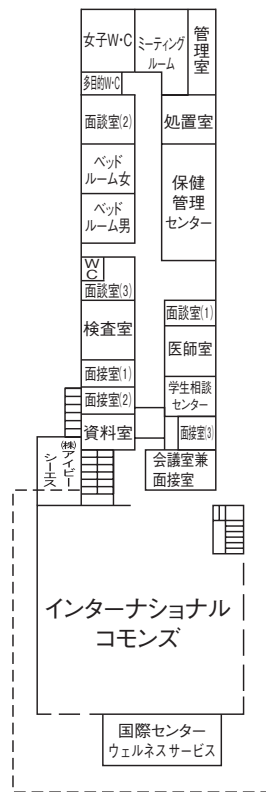 女子W・C
ミーティング
ルーム
管理室
多目的W・C
面談室(2)
処置室
ベッド
ルーム女
保健
管理
センター
ベッド
ルーム男
WC
面談室(3)
面談室(1)
検査室
医師室
面接室(1)
学生相談
センター
面接室(2)
資料室
面接室(3)
㈱アイビー
シーエス
会議室兼
面接室
インターナショナル
コモンズ
国際センター
ウェルネスサービス